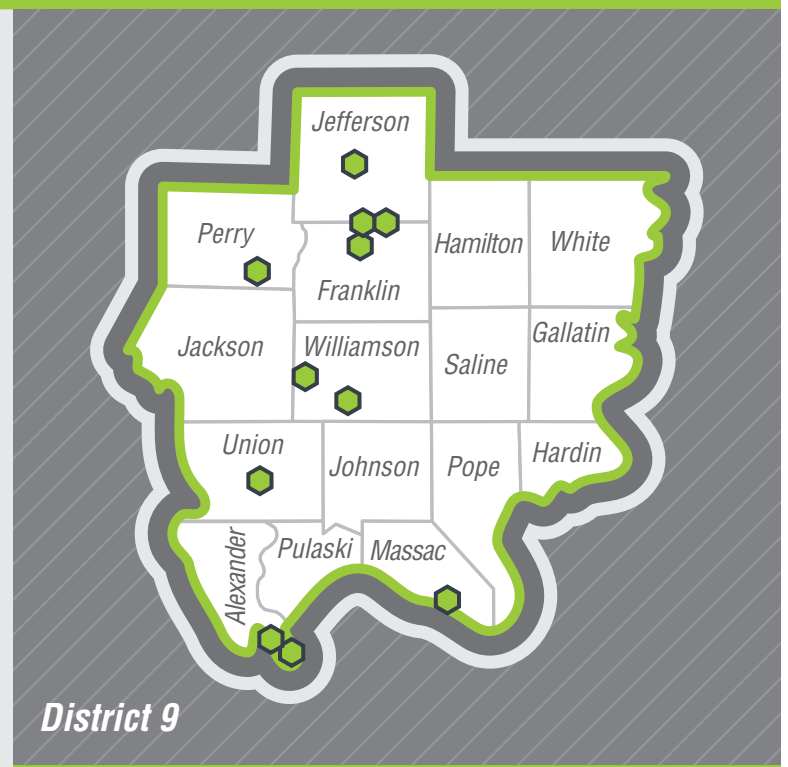 Jefferson
Perry
Hamilton
White
Franklin
Jackson
Williamson
Gallatin
Saline
Union
Johnson
Pope
Hardin
Alexander
Pulaski
Massac
District 9